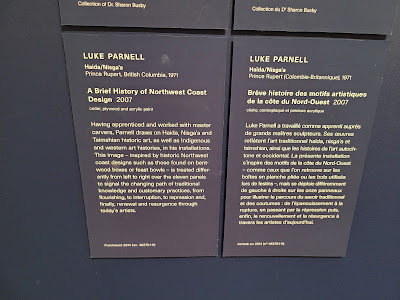 Collection of Dr. Sharon Busby
LUKE PARNELL
Haida/Nisga'a
Prince Rupert, British Columbia, 1971
A Brief History of Northwest Coast
Design 2007
cedar, plywood and acrylic paint
Having apprenticed and worked with master
carvers, Parnell draws on Haida, Nisga'a and
Tsimshian historic art, as well as Indigenous
and western art histories, in his installations.
This image – inspired by historic Northwest
coast designs such as those found on bent-
wood boxes or feast bowls – is treated differ-
ently from left to right over the eleven panels
to signal the changing path of traditional
knowledge and customary practices, from
flourishing, to interruption, to repression and,
finally, renewal and resurgence through
today's artists.
Purchased 2014
Collection du Dr Sharon Busby
LUKE PARNELL
Haïda/Nisga'a
Prince Rupert (Colombie-Britannique), 1971
Brève histoire des motifs artistiques
de la côte du Nord-Ouest 2007
cèdre, contreplaqué et peinture acrylique
Luke Parnell a travaillé comme apprenti auprès
de grands maîtres sculpteurs. Ses œuvres
reflètent l'art traditionnel haïda, nisga'a et
tsimshian, ainsi que les histoires de l'art autoch-
tone et occidental. La présente installation
s'inspire des motifs de la côte du Nord-Ouest
– comme ceux que l'on retrouve sur les
boîtes en planche pliée ou les bols utilisés
lors de festins –, mais se déploie différemment
de gauche à droite sur les onze panneaux
pour illustrer le parcours du savoir traditionnel
et des coutumes : de l'épanouissement à la
rupture, en passant par la répression puis,
enfin, le renouvellement et la résurgence à
travers les artistes d'aujourd'hui.
Acheté en 2014